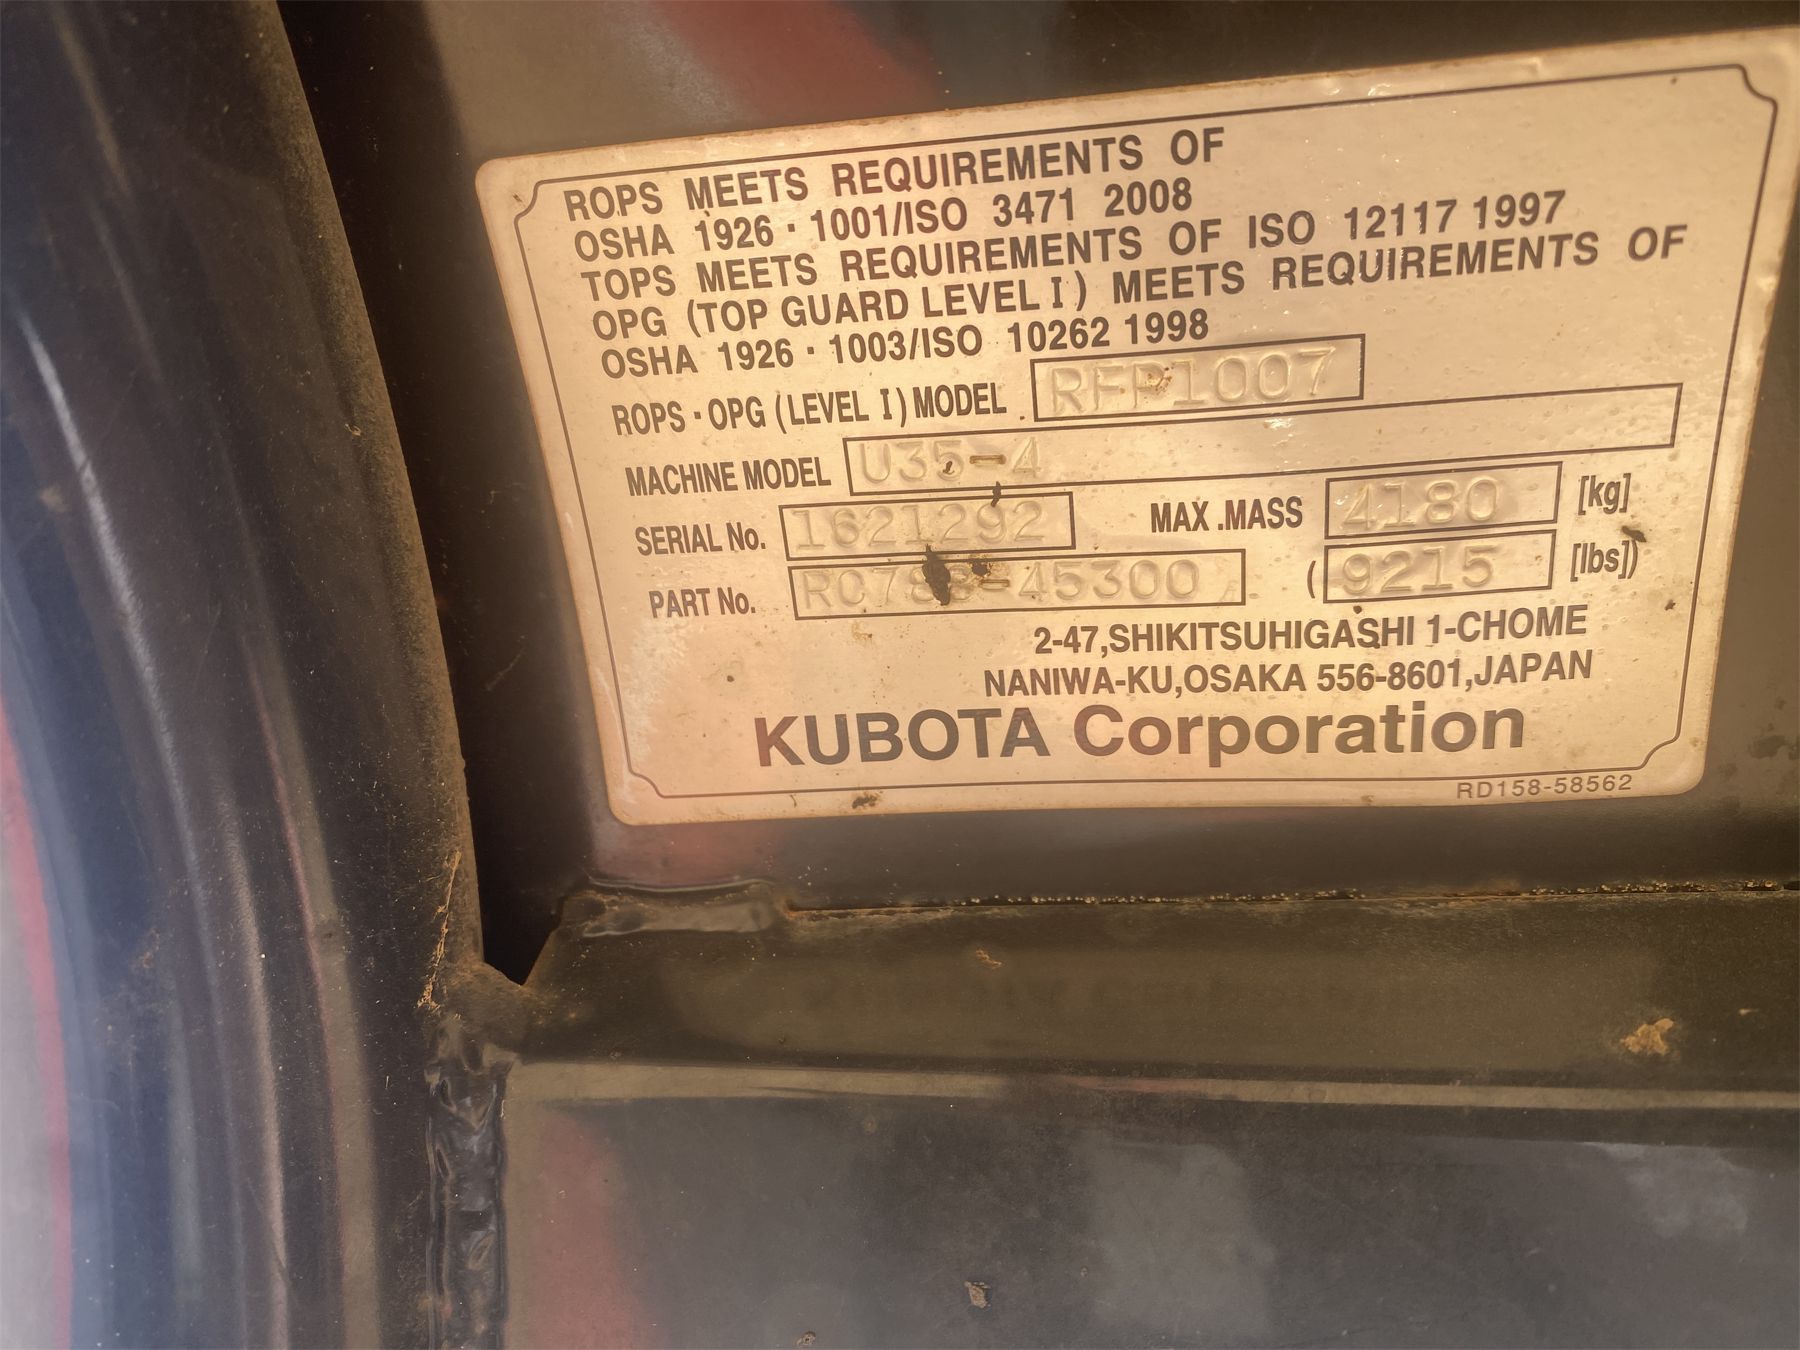 ROPS MEETS REQUIREMENTS OF
OSHA 1926・1001/ISO 3471 2008
TOPS MEETS REQUIREMENTS OF ISO 12117 1997
OPG (TOP GUARD LEVEL I) MEETS REQUIREMENTS OF
OSHA 1926・1003/ISO 10262 1998
ROPS・OPG (LEVEL I) MODEL RFP1007
MACHINE MODEL U35-4
SERIAL No. 1621292 MAX.MASS 4180 [kg]
PART No. RC788-45300 (9215 [lbs])
2-47,SHIKITSUHIGASHI 1-CHOME
NANIWA-KU,OSAKA 556-8601,JAPAN
KUBOTA Corporation
RD158-58562